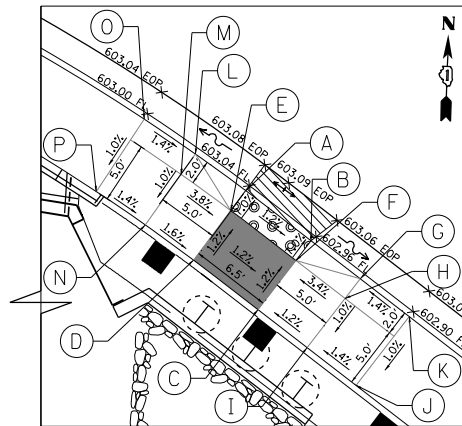 O
M
L
E
A
B
F
G
H
K
J
I
C
D
N
P
N
603.04 EOP
603.00 FL
603.08 EOP
603.04 FL
603.09 EOP
603.06 EOP
602.96 FL
602.90 FL
603.0
1.0%
5.0'
1.4%
1.4%
1.0%
2.0'
3.8%
5.0'
1.6%
1.2%
1.2%
1.2%
6.5'
1.2%
3.4%
5.0'
1.2%
1.0%
1.4%
2.0'
1.4%
5.0'
1.0%